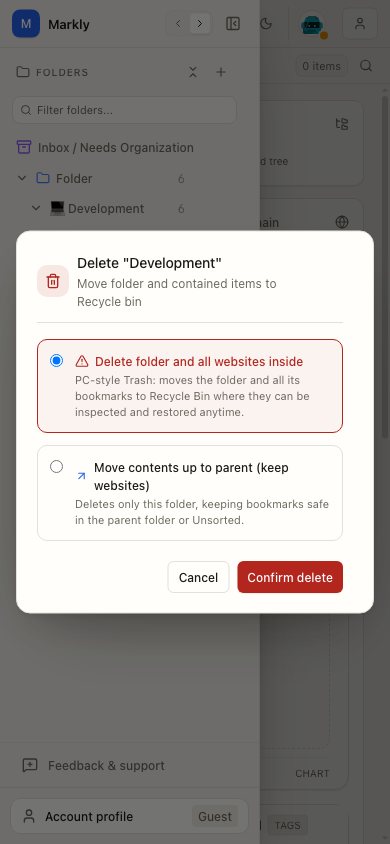 M Markly
FOLDERS
0 items
Filter folders...
Inbox / Needs Organization
d tree
Folder 6
Development 6
ain
Delete "Development"
Move folder and contained items to
Recycle bin
Delete folder and all websites inside
PC-style Trash: moves the folder and all its
bookmarks to Recycle Bin where they can be
inspected and restored anytime.
Move contents up to parent (keep
websites)
Deletes only this folder, keeping bookmarks safe
in the parent folder or Unsorted.
Cancel Confirm delete
Feedback & support
CHART
Account profile Guest
TAGS